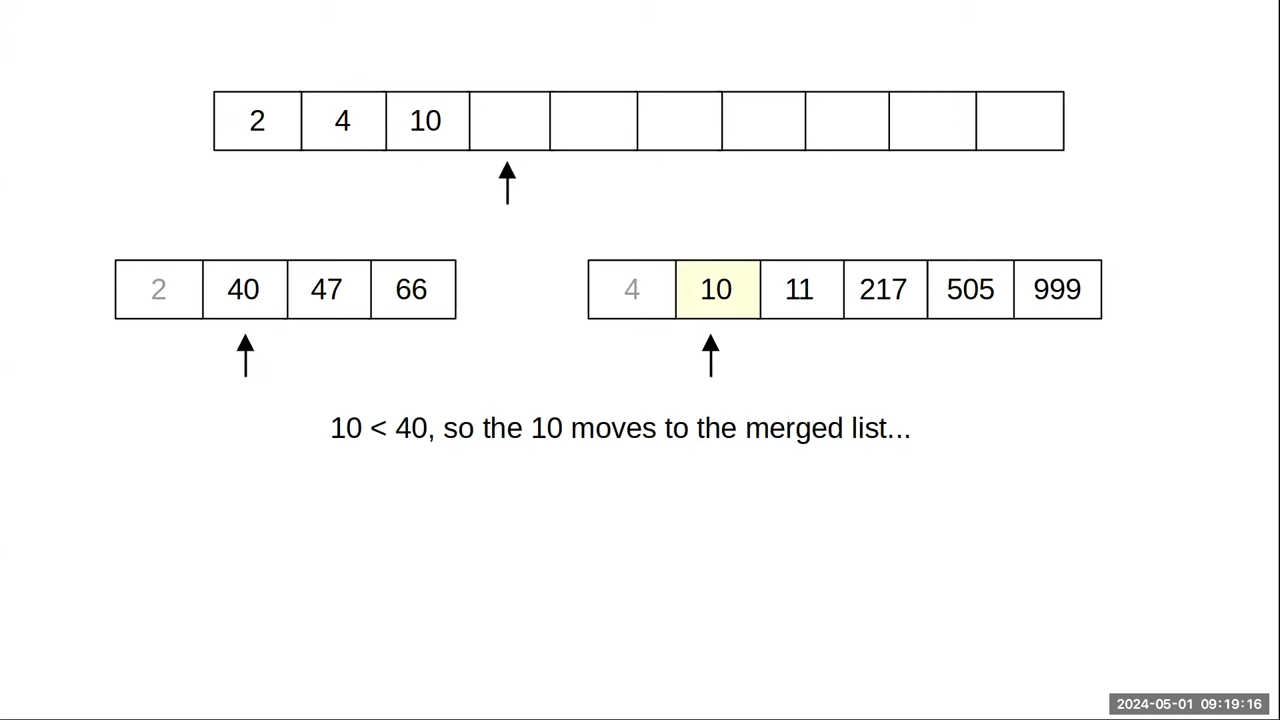 2 4 10
2 40 47 66 4 10 11 217 505 999
10 < 40, so the 10 moves to the merged list...
2024-05-01 09:19:16